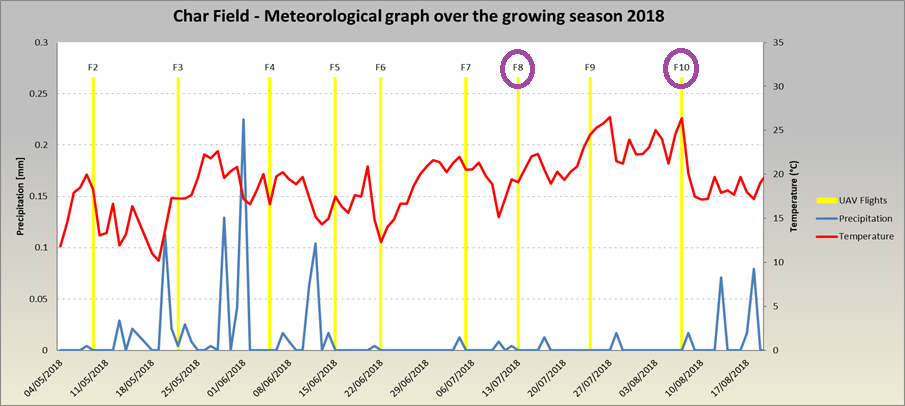 Char Field - Meteorological graph over the growing season 2018
0.3
0.25
0.2
0.15
0.1
0.05
0
Precipitation [mm]
F2 F3 F4 F5 F6 F7 F8 F9 F10
35
30
25
20
15
10
5
0
Temperature (°C)
UAV Flights
Precipitation
Temperature
04/05/2018 11/05/2018 18/05/2018 25/05/2018 01/06/2018 08/06/2018 15/06/2018 22/06/2018 29/06/2018 06/07/2018 13/07/2018 20/07/2018 27/07/2018 03/08/2018 10/08/2018 17/08/2018